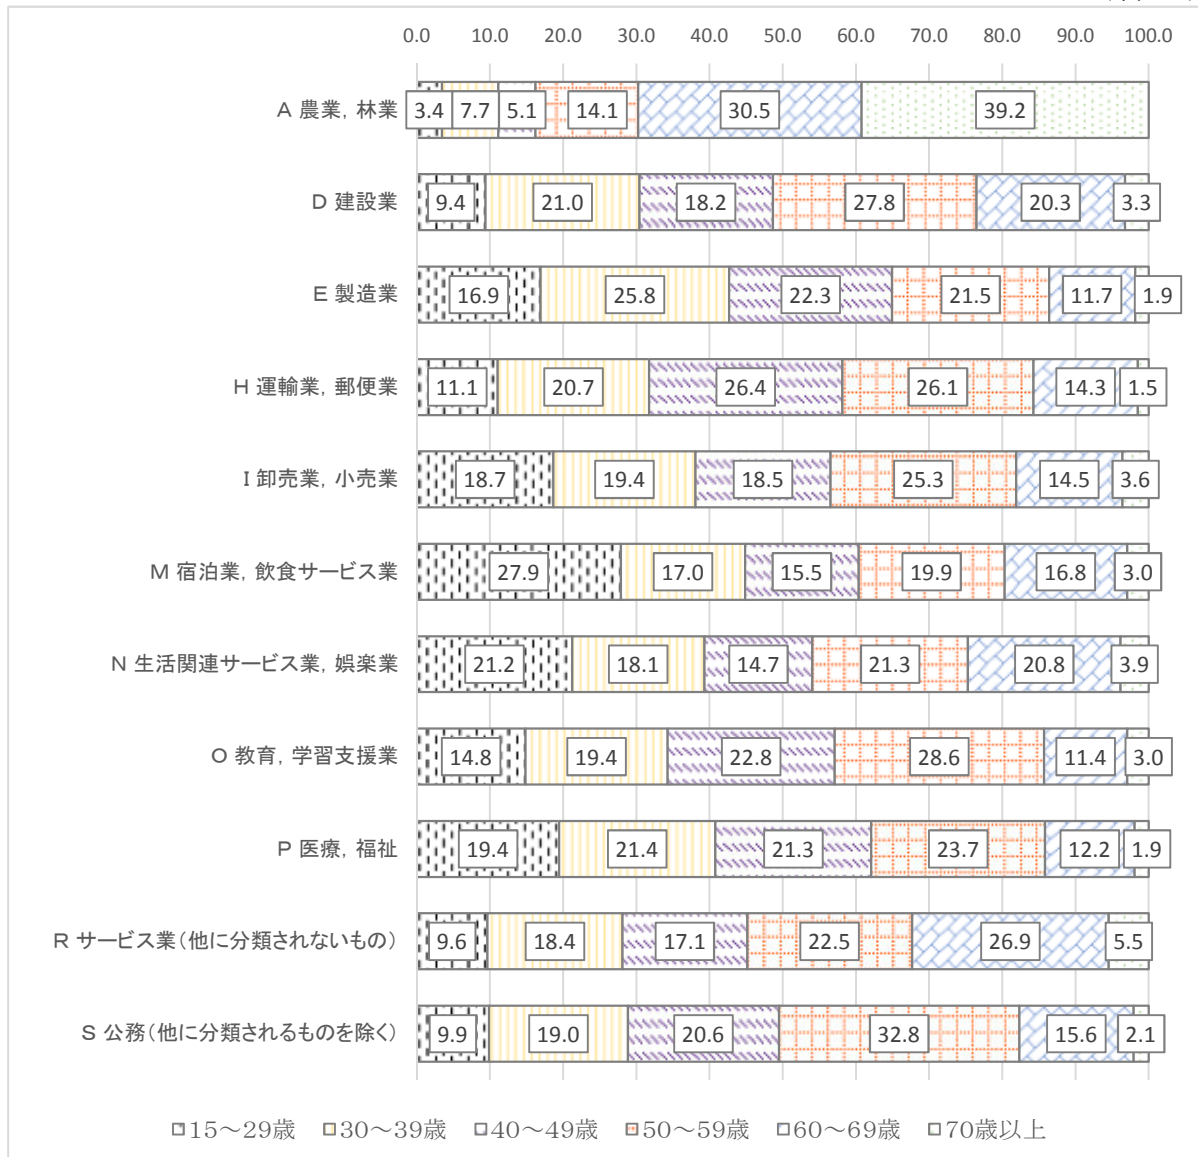 0.0 10.0 20.0 30.0 40.0 50.0 60.0 70.0 80.0 90.0 100.0
A 農業, 林業 3.4 7.7 5.1 14.1 30.5 39.2
D 建設業 9.4 21.0 18.2 27.8 20.3 3.3
E 製造業 16.9 25.8 22.3 21.5 11.7 1.9
H 運輸業, 郵便業 11.1 20.7 26.4 26.1 14.3 1.5
I 卸売業, 小売業 18.7 19.4 18.5 25.3 14.5 3.6
M 宿泊業, 飲食サービス業 27.9 17.0 15.5 19.9 16.8 3.0
N 生活関連サービス業, 娯楽業 21.2 18.1 14.7 21.3 20.8 3.9
O 教育, 学習支援業 14.8 19.4 22.8 28.6 11.4 3.0
P 医療, 福祉 19.4 21.4 21.3 23.7 12.2 1.9
R サービス業(他に分類されないもの) 9.6 18.4 17.1 22.5 26.9 5.5
S 公務(他に分類されるものを除く) 9.9 19.0 20.6 32.8 15.6 2.1
15～29歳 30～39歳 40～49歳 50～59歳 60～69歳 70歳以上